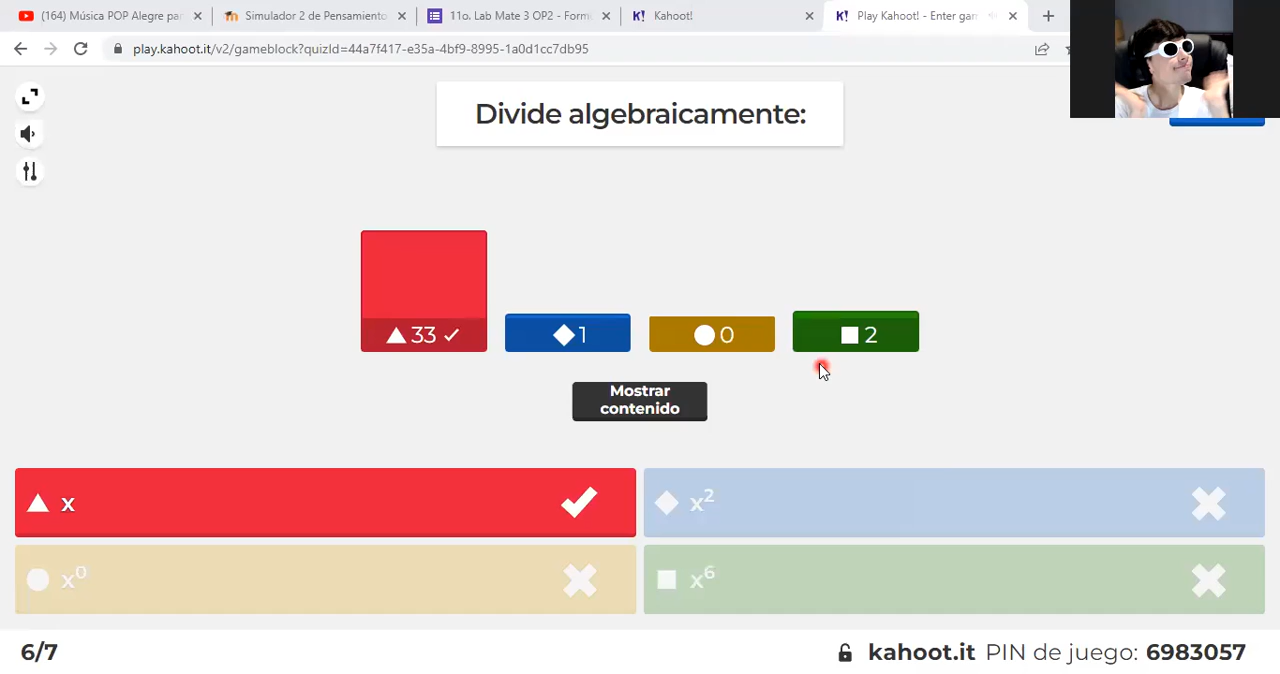 (164) Música POP Alegre par
Simulador 2 de Pensamiento
11o. Lab Mate 3 OP2 - Form
K! Kahoot!
K! Play Kahoot! - Enter gam
play.kahoot.it/v2/gameblock?quizId=44a7f417-e35a-4bf9-8995-1a0d1cc7db95
Divide algebraicamente:
33
1
0
2
Mostrar
contenido
x
x²
x⁰
x⁶
6/7
kahoot.it PIN de juego: 6983057